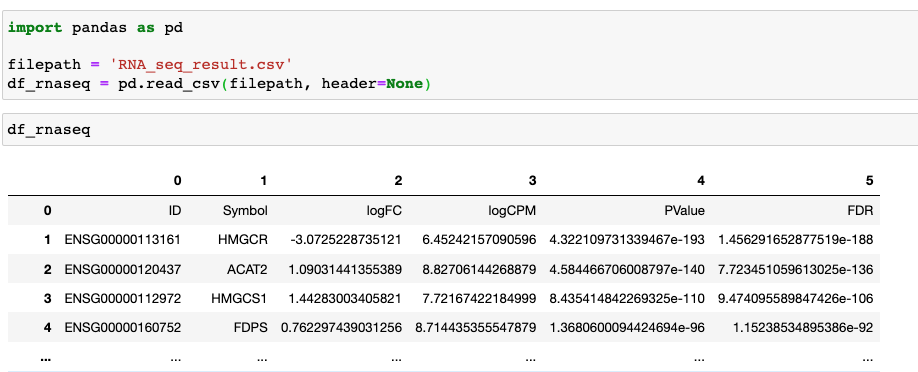 import pandas as pd
filepath = 'RNA_seq_result.csv'
df_rnaseq = pd.read_csv(filepath, header=None)
df_rnaseq
0 1 2 3 4 5
0 ID Symbol logFC logCPM PValue FDR
1 ENSG00000113161 HMGCR -3.0725228735121 6.45242157090596 4.322109731339467e-193 1.456291652877519e-188
2 ENSG00000120437 ACAT2 1.09031441355389 8.82706144268879 4.584466706008797e-140 7.723451059613025e-136
3 ENSG00000112972 HMGCS1 1.44283003405821 7.72167422184999 8.435414842269325e-110 9.474095589847426e-106
4 ENSG00000160752 FDPS 0.762297439031256 8.714435355547879 1.3680600094424694e-96 1.15238534895386e-92
... ... ... ... ... ... ...